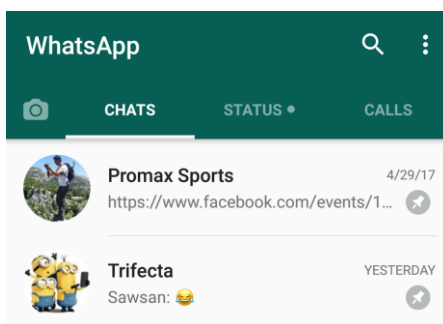 WhatsApp
CHATS STATUS • CALLS
Promax Sports 4/29/17
https://www.facebook.com/events/1...
Trifecta YESTERDAY
Sawsan: 😂